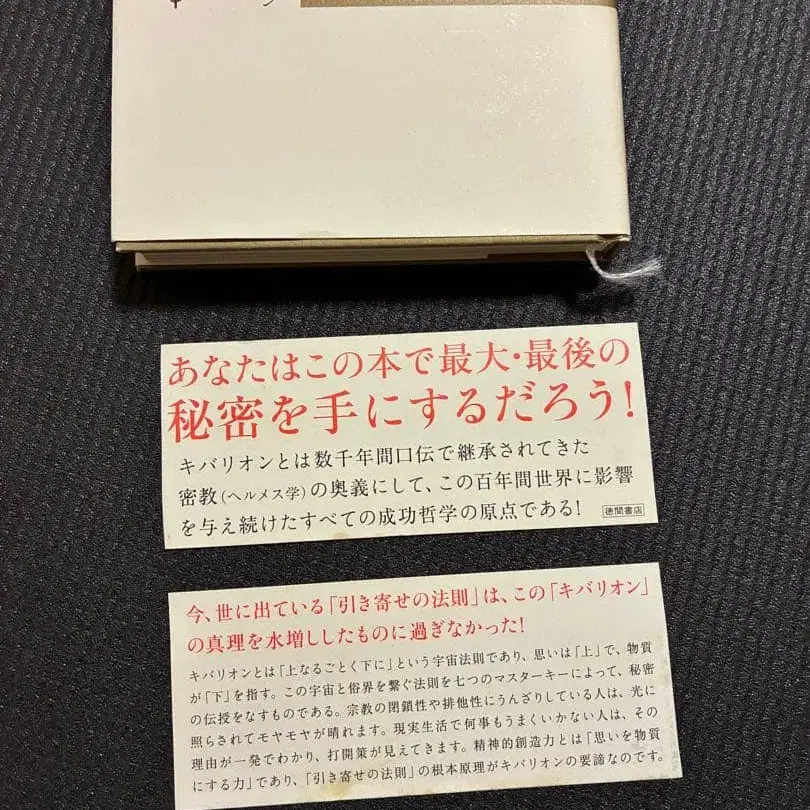 あなたはこの本で最大・最後の
秘密を手にするだろう!
キバリオンとは数千年間口伝で継承されてきた
密教(ヘルメス学)の奥義にして、この百年間世界に影響
を与え続けたすべての成功哲学の原点である! 徳間書店
今、世に出ている「引き寄せの法則」は、この「キバリオン」
の真理を水増ししたものに過ぎなかった!
キバリオンとは「上なるごとく下に」という宇宙法則であり、思いは「上」で、物質
が「下」を指す。この宇宙と俗界を繋ぐ法則を七つのマスターキーによって、秘密
の伝授をなすものである。宗教の閉鎖性や排他性にうんざりしている人は、光に
照らされてモヤモヤが晴れます。現実生活で何事もうまくいかない人は、その
理由が一発でわかり、打開策が見えてきます。精神的創造力とは「思いを物質
にする力」であり、「引き寄せの法則」の根本原理がキバリオンの要諦なのです。